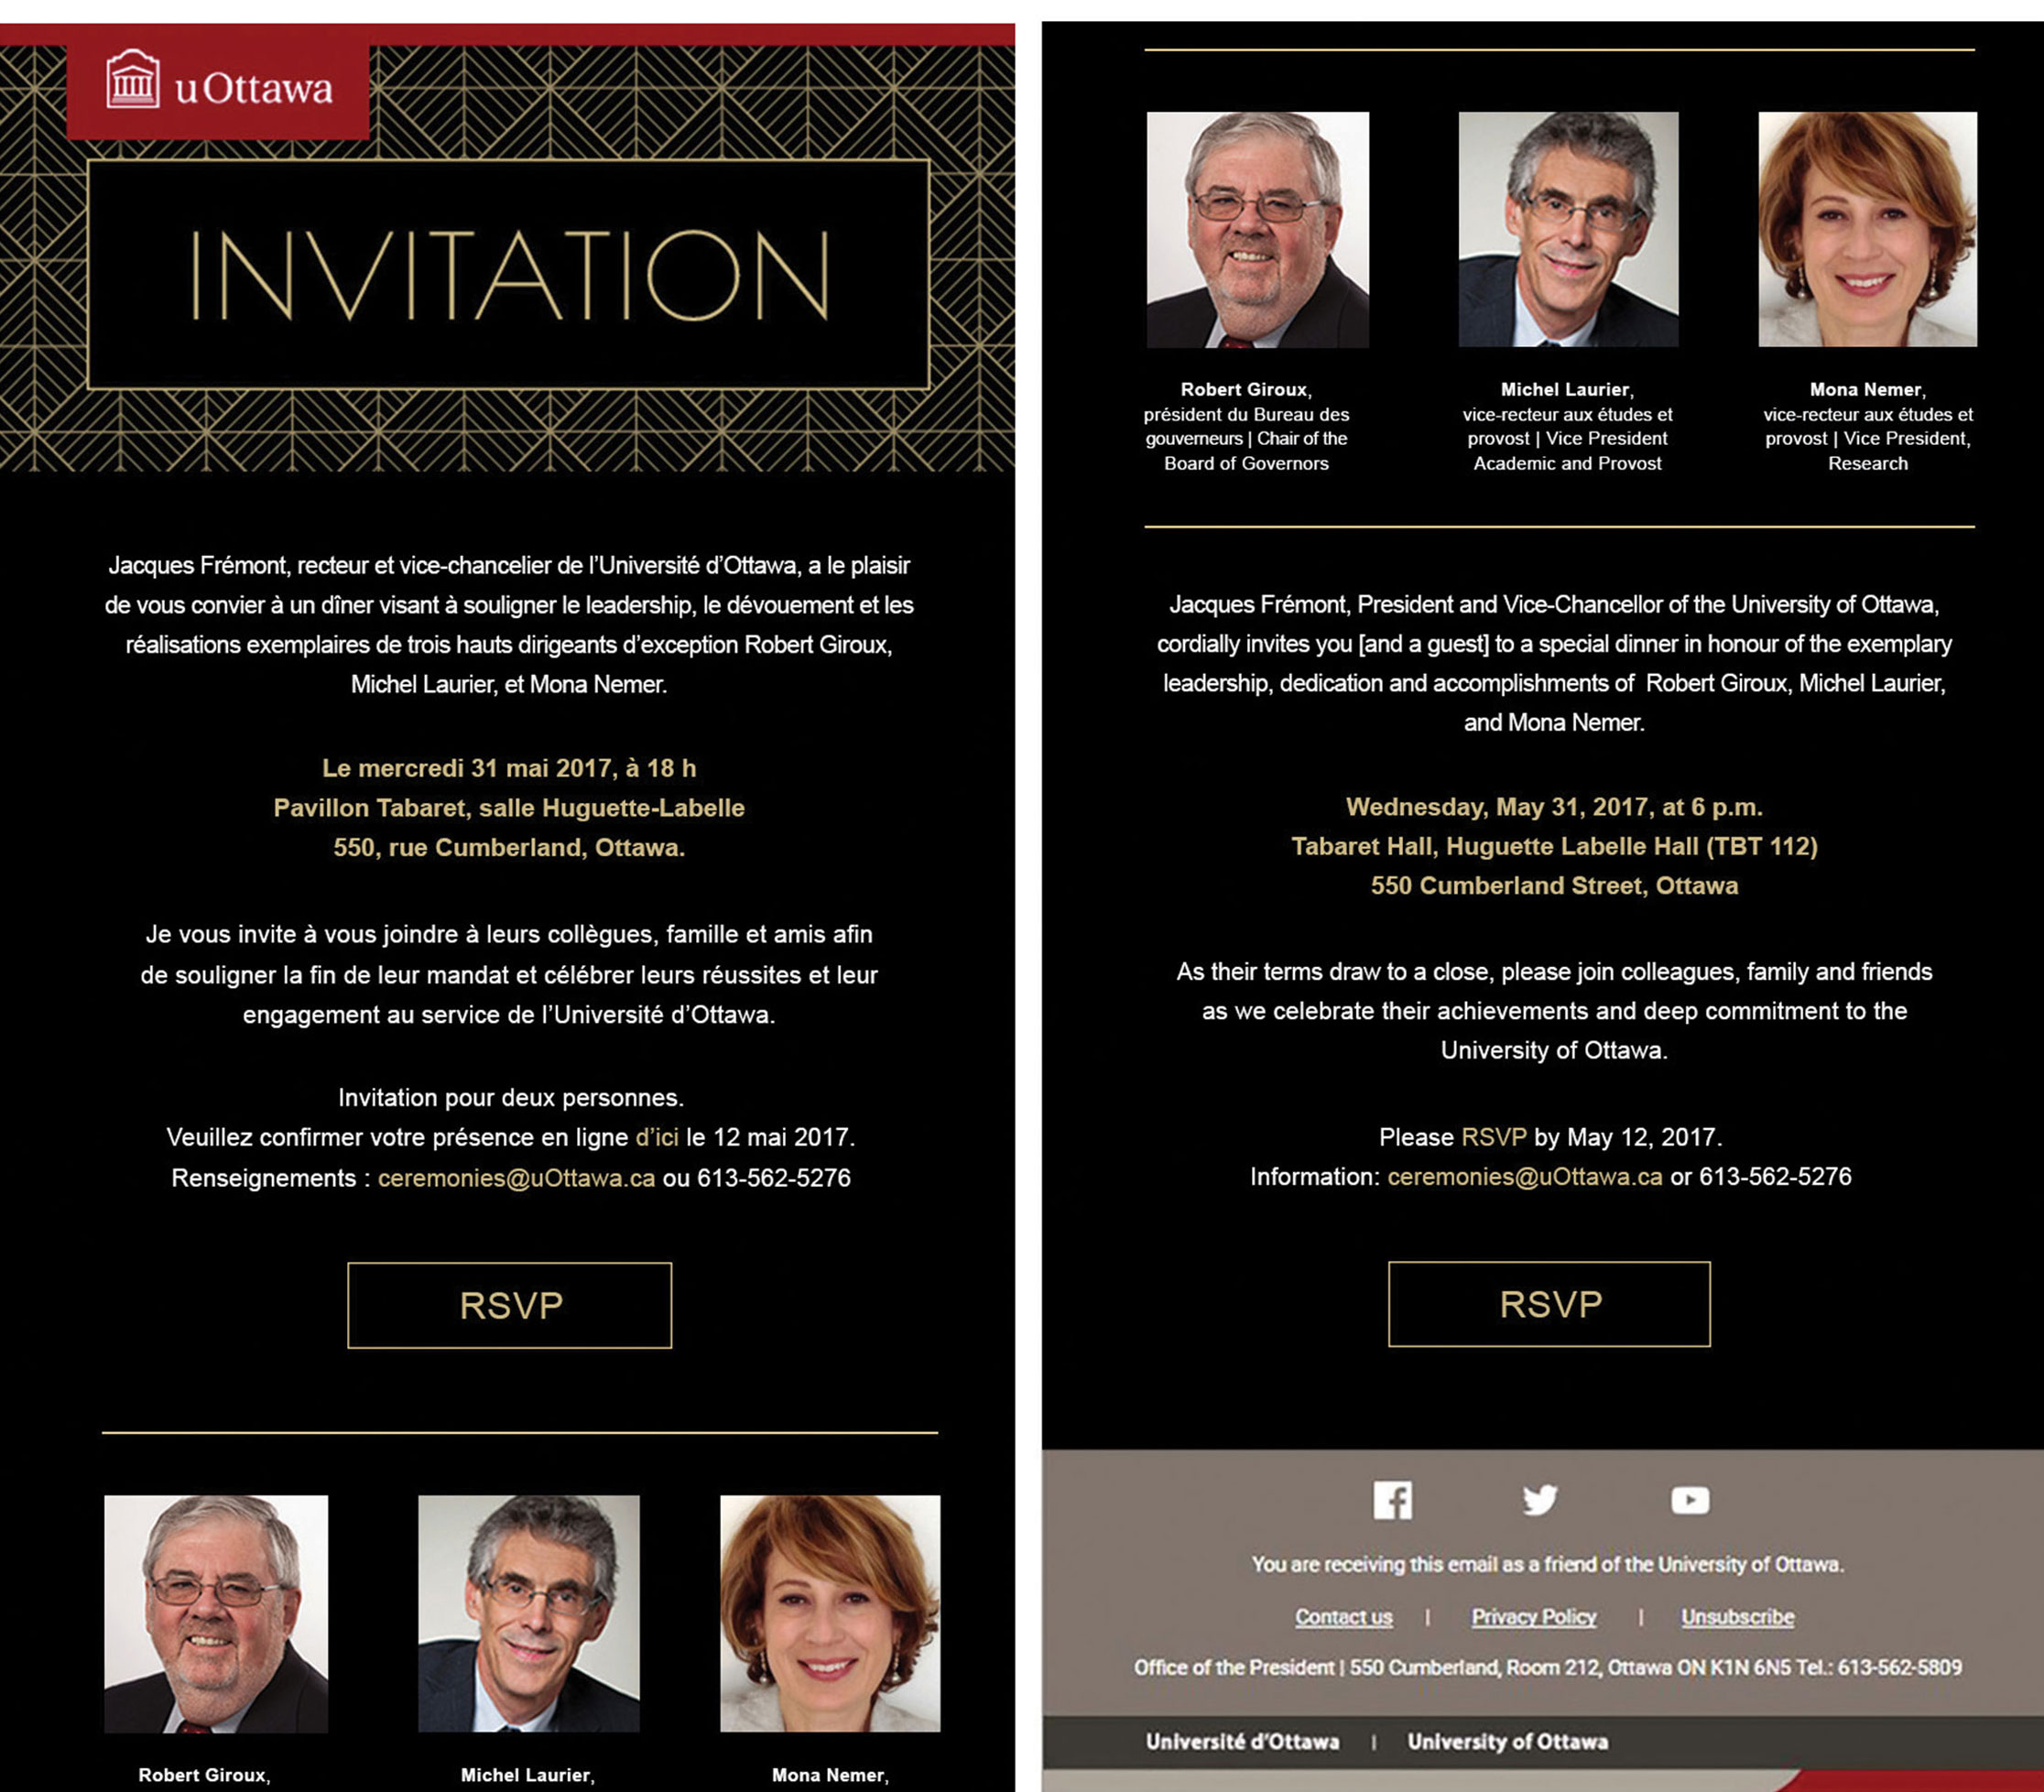 uOttawa
INVITATION
Jacques Frémont, recteur et vice-chancelier de l’Université d’Ottawa, a le plaisir
de vous convier à un dîner visant à souligner le leadership, le dévouement et les
réalisations exemplaires de trois hauts dirigeants d’exception Robert Giroux,
Michel Laurier, et Mona Nemer.
Le mercredi 31 mai 2017, à 18 h
Pavillon Tabaret, salle Huguette-Labelle
550, rue Cumberland, Ottawa.
Je vous invite à vous joindre à leurs collègues, famille et amis afin
de souligner la fin de leur mandat et célébrer leurs réussites et leur
engagement au service de l’Université d’Ottawa.
Invitation pour deux personnes.
Veuillez confirmer votre présence en ligne d’ici le 12 mai 2017.
Renseignements : ceremonies@uOttawa.ca ou 613-562-5276
RSVP
Robert Giroux,
Michel Laurier,
Mona Nemer,
Robert Giroux,
président du Bureau des
gouverneurs | Chair of the
Board of Governors
Michel Laurier,
vice-recteur aux études et
provost | Vice President
Academic and Provost
Mona Nemer,
vice-recteur aux études et
provost | Vice President,
Research
Jacques Frémont, President and Vice-Chancellor of the University of Ottawa,
cordially invites you [and a guest] to a special dinner in honour of the exemplary
leadership, dedication and accomplishments of Robert Giroux, Michel Laurier,
and Mona Nemer.
Wednesday, May 31, 2017, at 6 p.m.
Tabaret Hall, Huguette Labelle Hall (TBT 112)
550 Cumberland Street, Ottawa
As their terms draw to a close, please join colleagues, family and friends
as we celebrate their achievements and deep commitment to the
University of Ottawa.
Please RSVP by May 12, 2017.
Information: ceremonies@uOttawa.ca or 613-562-5276
RSVP
You are receiving this email as a friend of the University of Ottawa.
Contact us | Privacy Policy | Unsubscribe
Office of the President | 550 Cumberland, Room 212, Ottawa ON K1N 6N5 Tel.: 613-562-5809
Université d’Ottawa | University of Ottawa